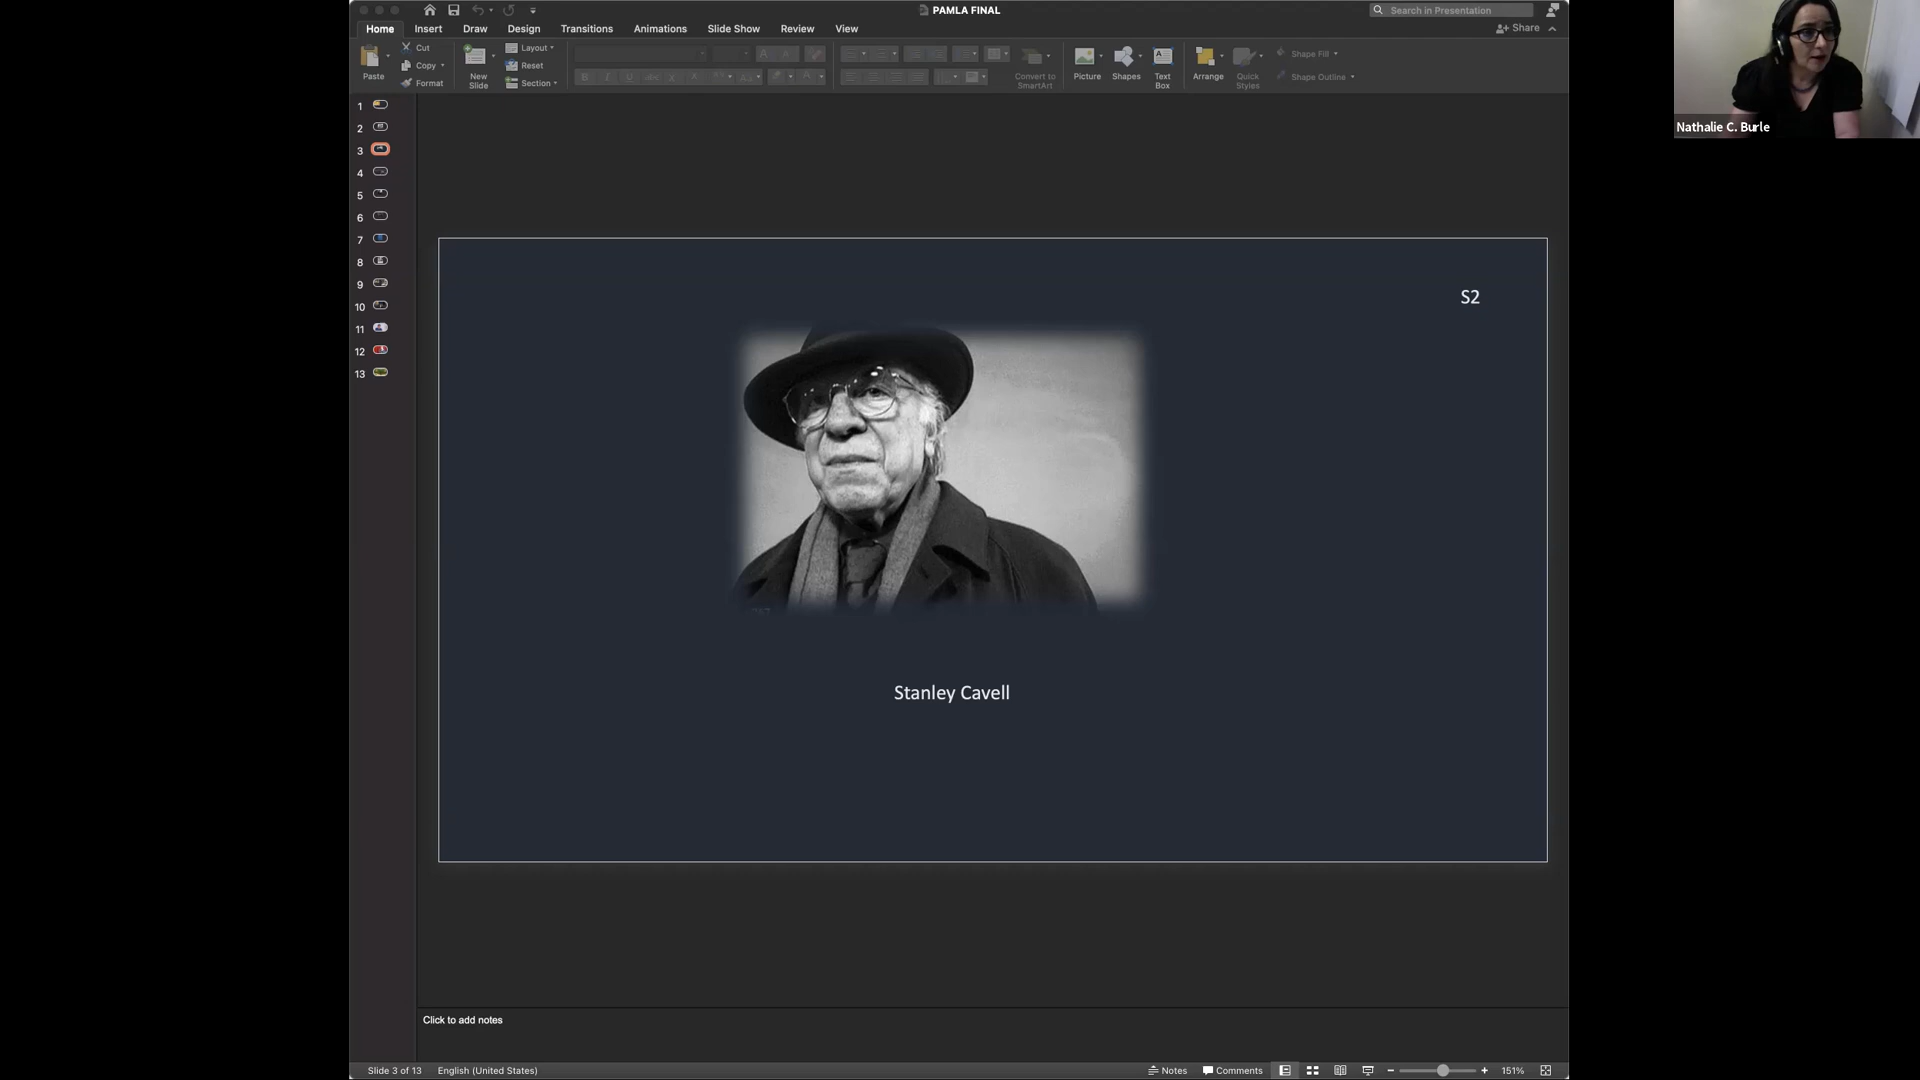 PAMLA FINAL
Search in Presentation
Home Insert Draw Design Transitions Animations Slide Show Review View
Share
Paste
Cut
Copy
Format
New Slide
Layout
Reset
Section
Convert to SmartArt
Picture
Shapes
Text Box
Arrange
Quick Styles
Shape Fill
Shape Outline
1
2
3
4
5
6
7
8
9
10
11
12
13
S2
Stanley Cavell
Click to add notes
Slide 3 of 13 English (United States) Notes Comments 151%
Nathalie C. Burle